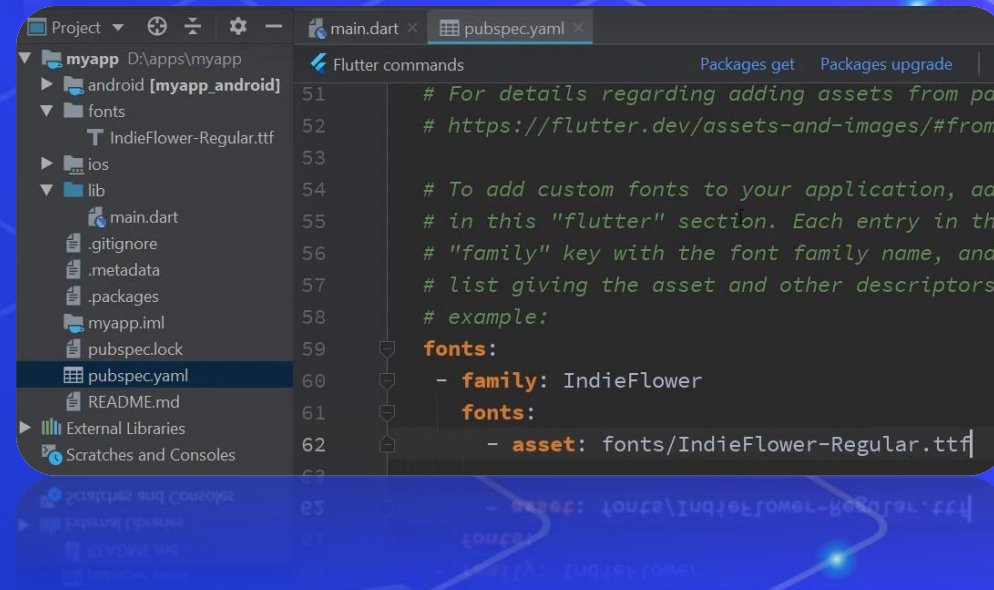 Project
main.dart
pubspec.yaml
myapp D:\apps\myapp
android [myapp_android]
fonts
IndieFlower-Regular.ttf
ios
lib
main.dart
.gitignore
.metadata
.packages
myapp.iml
pubspec.lock
pubspec.yaml
README.md
External Libraries
Scratches and Consoles
Flutter commands
Packages get Packages upgrade
51 # For details regarding adding assets from pa
52 # https://flutter.dev/assets-and-images/#from
53
54 # To add custom fonts to your application, ad
55 # in this "flutter" section. Each entry in th
56 # "family" key with the font family name, and
57 # list giving the asset and other descriptors
58 # example:
59 fonts:
60 - family: IndieFlower
61 fonts:
62 - asset: fonts/IndieFlower-Regular.ttf